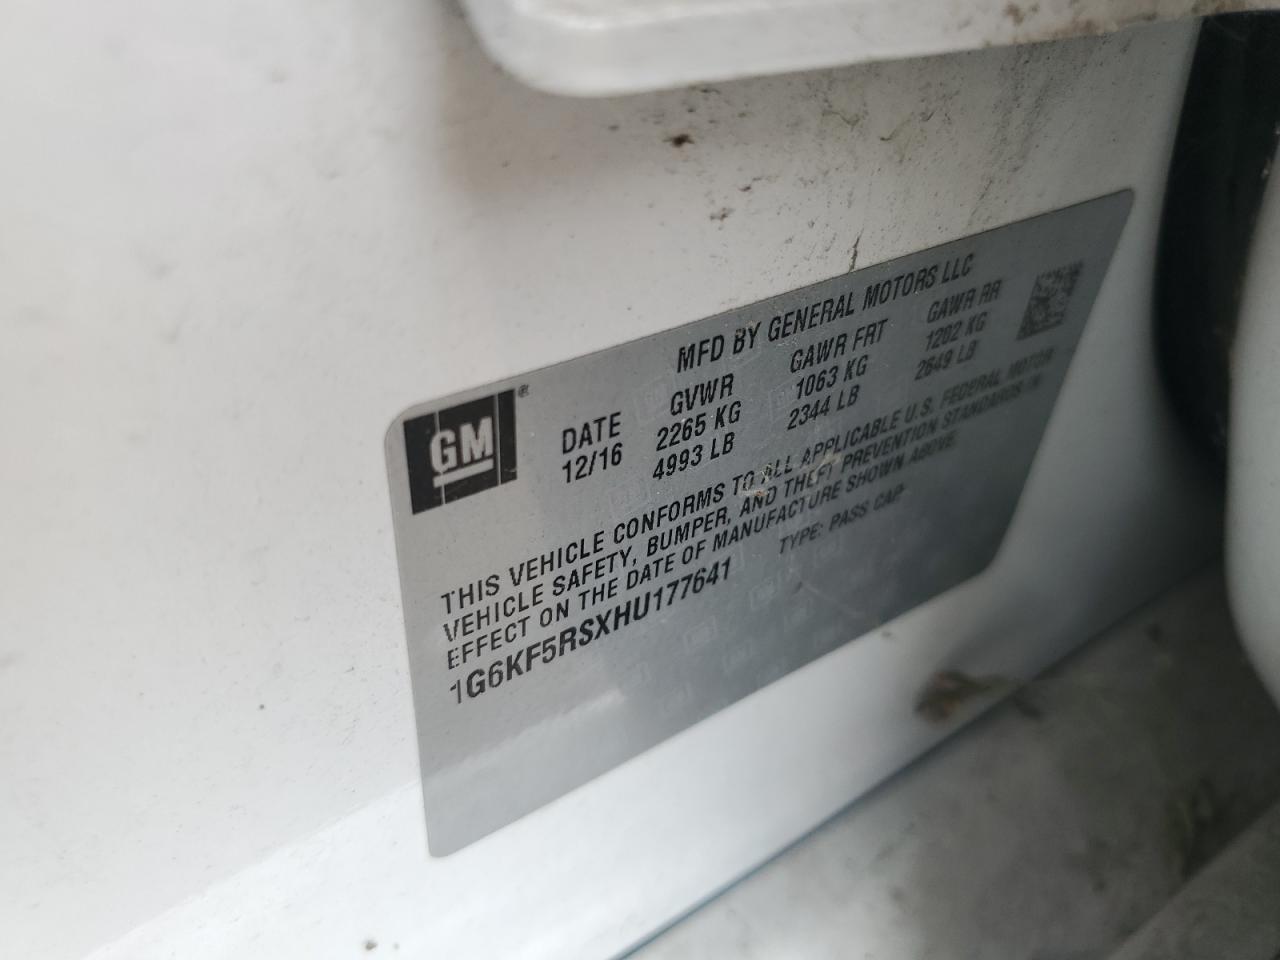 GM ®
MFD BY GENERAL MOTORS LLC
DATE GVWR GAWR FRT GAWR RR
12/16 2265 KG 1063 KG 1202 KG
4993 LB 2344 LB 2649 LB
THIS VEHICLE CONFORMS TO ALL APPLICABLE U.S. FEDERAL MOTOR
VEHICLE SAFETY, BUMPER, AND THEFT PREVENTION STANDARDS IN
EFFECT ON THE DATE OF MANUFACTURE SHOWN ABOVE.
1G6KF5RSXHU177641 TYPE: PASS CAR